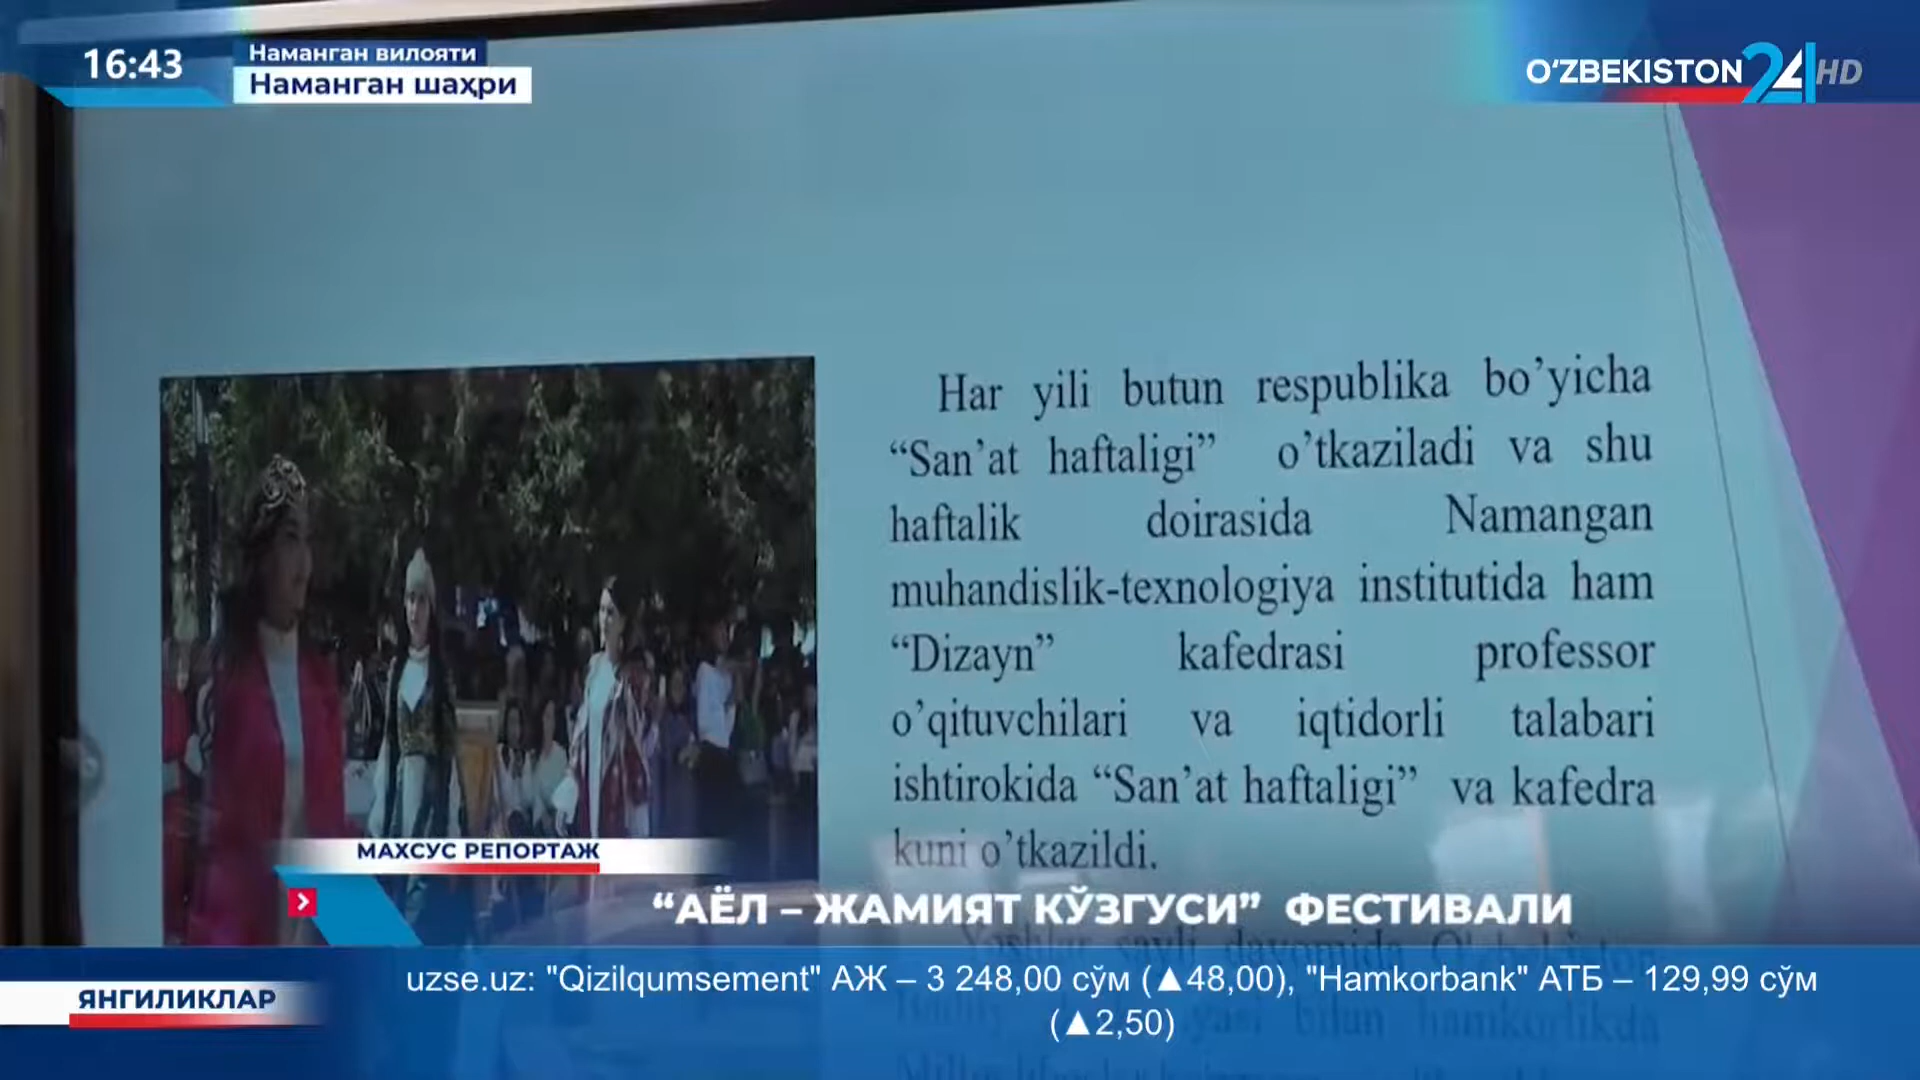 16:43
Наманган вилояти
Наманган шаҳри
O‘ZBEKISTON 24 HD
Har yili butun respublika bo’yicha
“San’at haftaligi” o’tkaziladi va shu
haftalik doirasida Namangan
muhandislik-texnologiya institutida ham
“Dizayn” kafedrasi professor
o’qituvchilari va iqtidorli talabari
ishtirokida “San’at haftaligi” va kafedra
kuni o’tkazildi.
МАХСУС РЕПОРТАЖ
“АЁЛ – ЖАМИЯТ КЎЗГУСИ” ФЕСТИВАЛИ
ЯНГИЛИКЛАР
uzse.uz: "Qizilqumsement" АЖ – 3 248,00 сўм (▲48,00), "Hamkorbank" АТБ – 129,99 сўм
(▲2,50)
bilan hamkorlikda